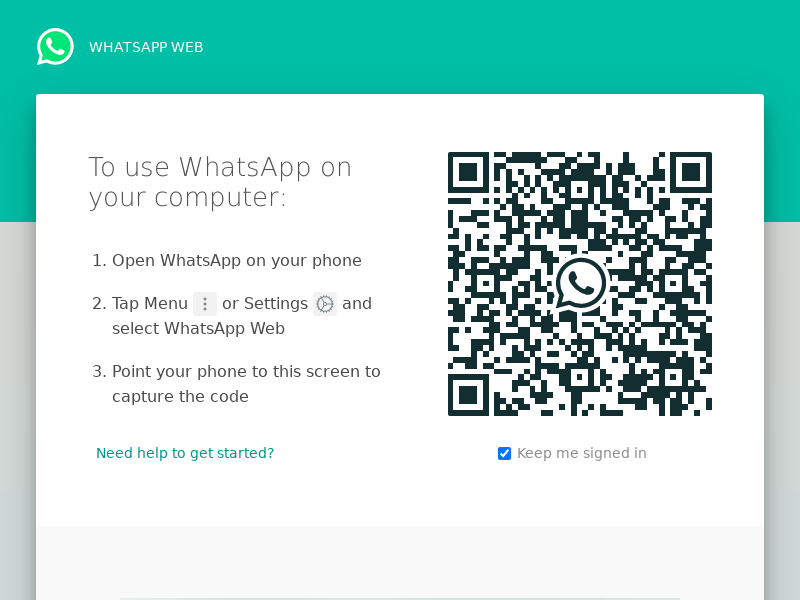 WHATSAPP WEB
To use WhatsApp on
your computer:
1. Open WhatsApp on your phone
2. Tap Menu or Settings and
select WhatsApp Web
3. Point your phone to this screen to
capture the code
Need help to get started?
Keep me signed in